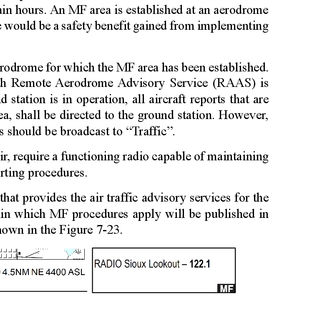 in hours. An MF area is established at an aerodrome
would be a safety benefit gained from implementing
rodrome for which the MF area has been established.
h Remote Aerodrome Advisory Service (RAAS) is
d station is in operation, all aircraft reports that are
ea, shall be directed to the ground station. However,
s should be broadcast to “Traffic”.
ir, require a functioning radio capable of maintaining
rting procedures.
that provides the air traffic advisory services for the
in which MF procedures apply will be published in
own in the Figure 7-23.
4.5NM NE 4400 ASL
RADIO Sioux Lookout – 122.1
MF